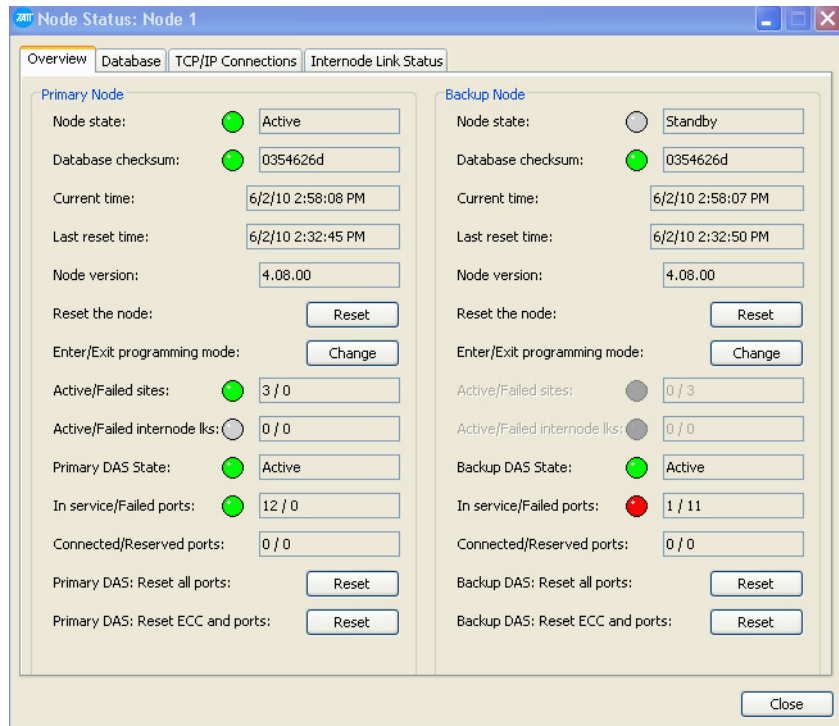 TAIT Node Status: Node 1
Overview Database TCP/IP Connections Internode Link Status
Primary Node
Node state: Active
Database checksum: 0354626d
Current time: 6/2/10 2:58:08 PM
Last reset time: 6/2/10 2:32:45 PM
Node version: 4.08.00
Reset the node: Reset
Enter/Exit programming mode: Change
Active/Failed sites: 3 / 0
Active/Failed internode lks: 0 / 0
Primary DAS State: Active
In service/Failed ports: 12 / 0
Connected/Reserved ports: 0 / 0
Primary DAS: Reset all ports: Reset
Primary DAS: Reset ECC and ports: Reset
Backup Node
Node state: Standby
Database checksum: 0354626d
Current time: 6/2/10 2:58:07 PM
Last reset time: 6/2/10 2:32:50 PM
Node version: 4.08.00
Reset the node: Reset
Enter/Exit programming mode: Change
Active/Failed sites: 0 / 3
Active/Failed internode lks: 0 / 0
Backup DAS State: Active
In service/Failed ports: 1 / 11
Connected/Reserved ports: 0 / 0
Backup DAS: Reset all ports: Reset
Backup DAS: Reset ECC and ports: Reset
Close